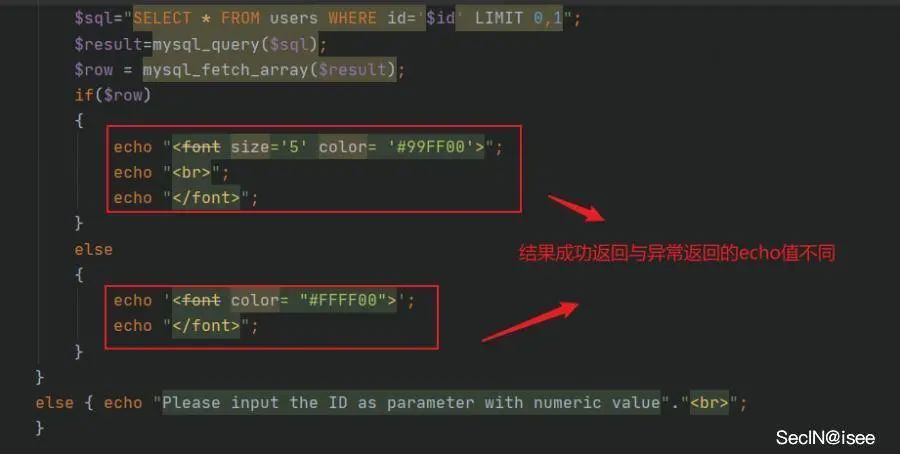 $sql="SELECT * FROM users WHERE id='$id' LIMIT 0,1";
$result=mysql_query($sql);
$row = mysql_fetch_array($result);
if($row)
{
echo "<font size='5' color= '#99FF00'>";
echo "<br>";
echo "</font>";
}
else
结果成功返回与异常返回的echo值不同
{
echo '<font color= "#FFFF00">';
echo "</font>";
}
}
else { echo "Please input the ID as parameter with numeric value"."<br>";
}
SecIN@isee